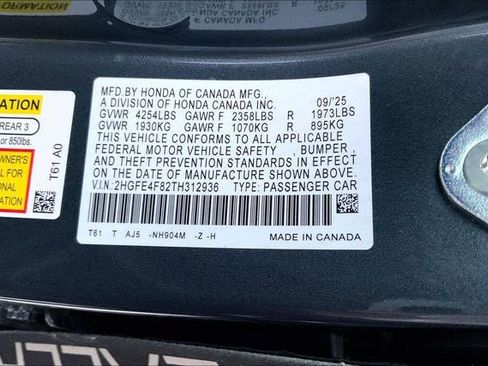 MFD. BY HONDA OF CANADA MFG.,
A DIVISION OF HONDA CANADA INC. 09/'25
GVWR 4254LBS GAWR F 2358LBS R 1973LBS
GVWR 1930KG GAWR F 1070KG R 895KG
THIS VEHICLE CONFORMS TO ALL APPLICABLE
FEDERAL MOTOR VEHICLE SAFETY , BUMPER ,
AND THEFT PREVENTION STANDARDS IN EFFECT
ON THE DATE OF MANUFACTURE SHOWN ABOVE.
V.I.N.:2HGFE4F82TH312936 TYPE: PASSENGER CAR
T61 T AJ5 -NH904M -Z -H
MADE IN CANADA
T61 A0
REAR 3
or 850lbs.